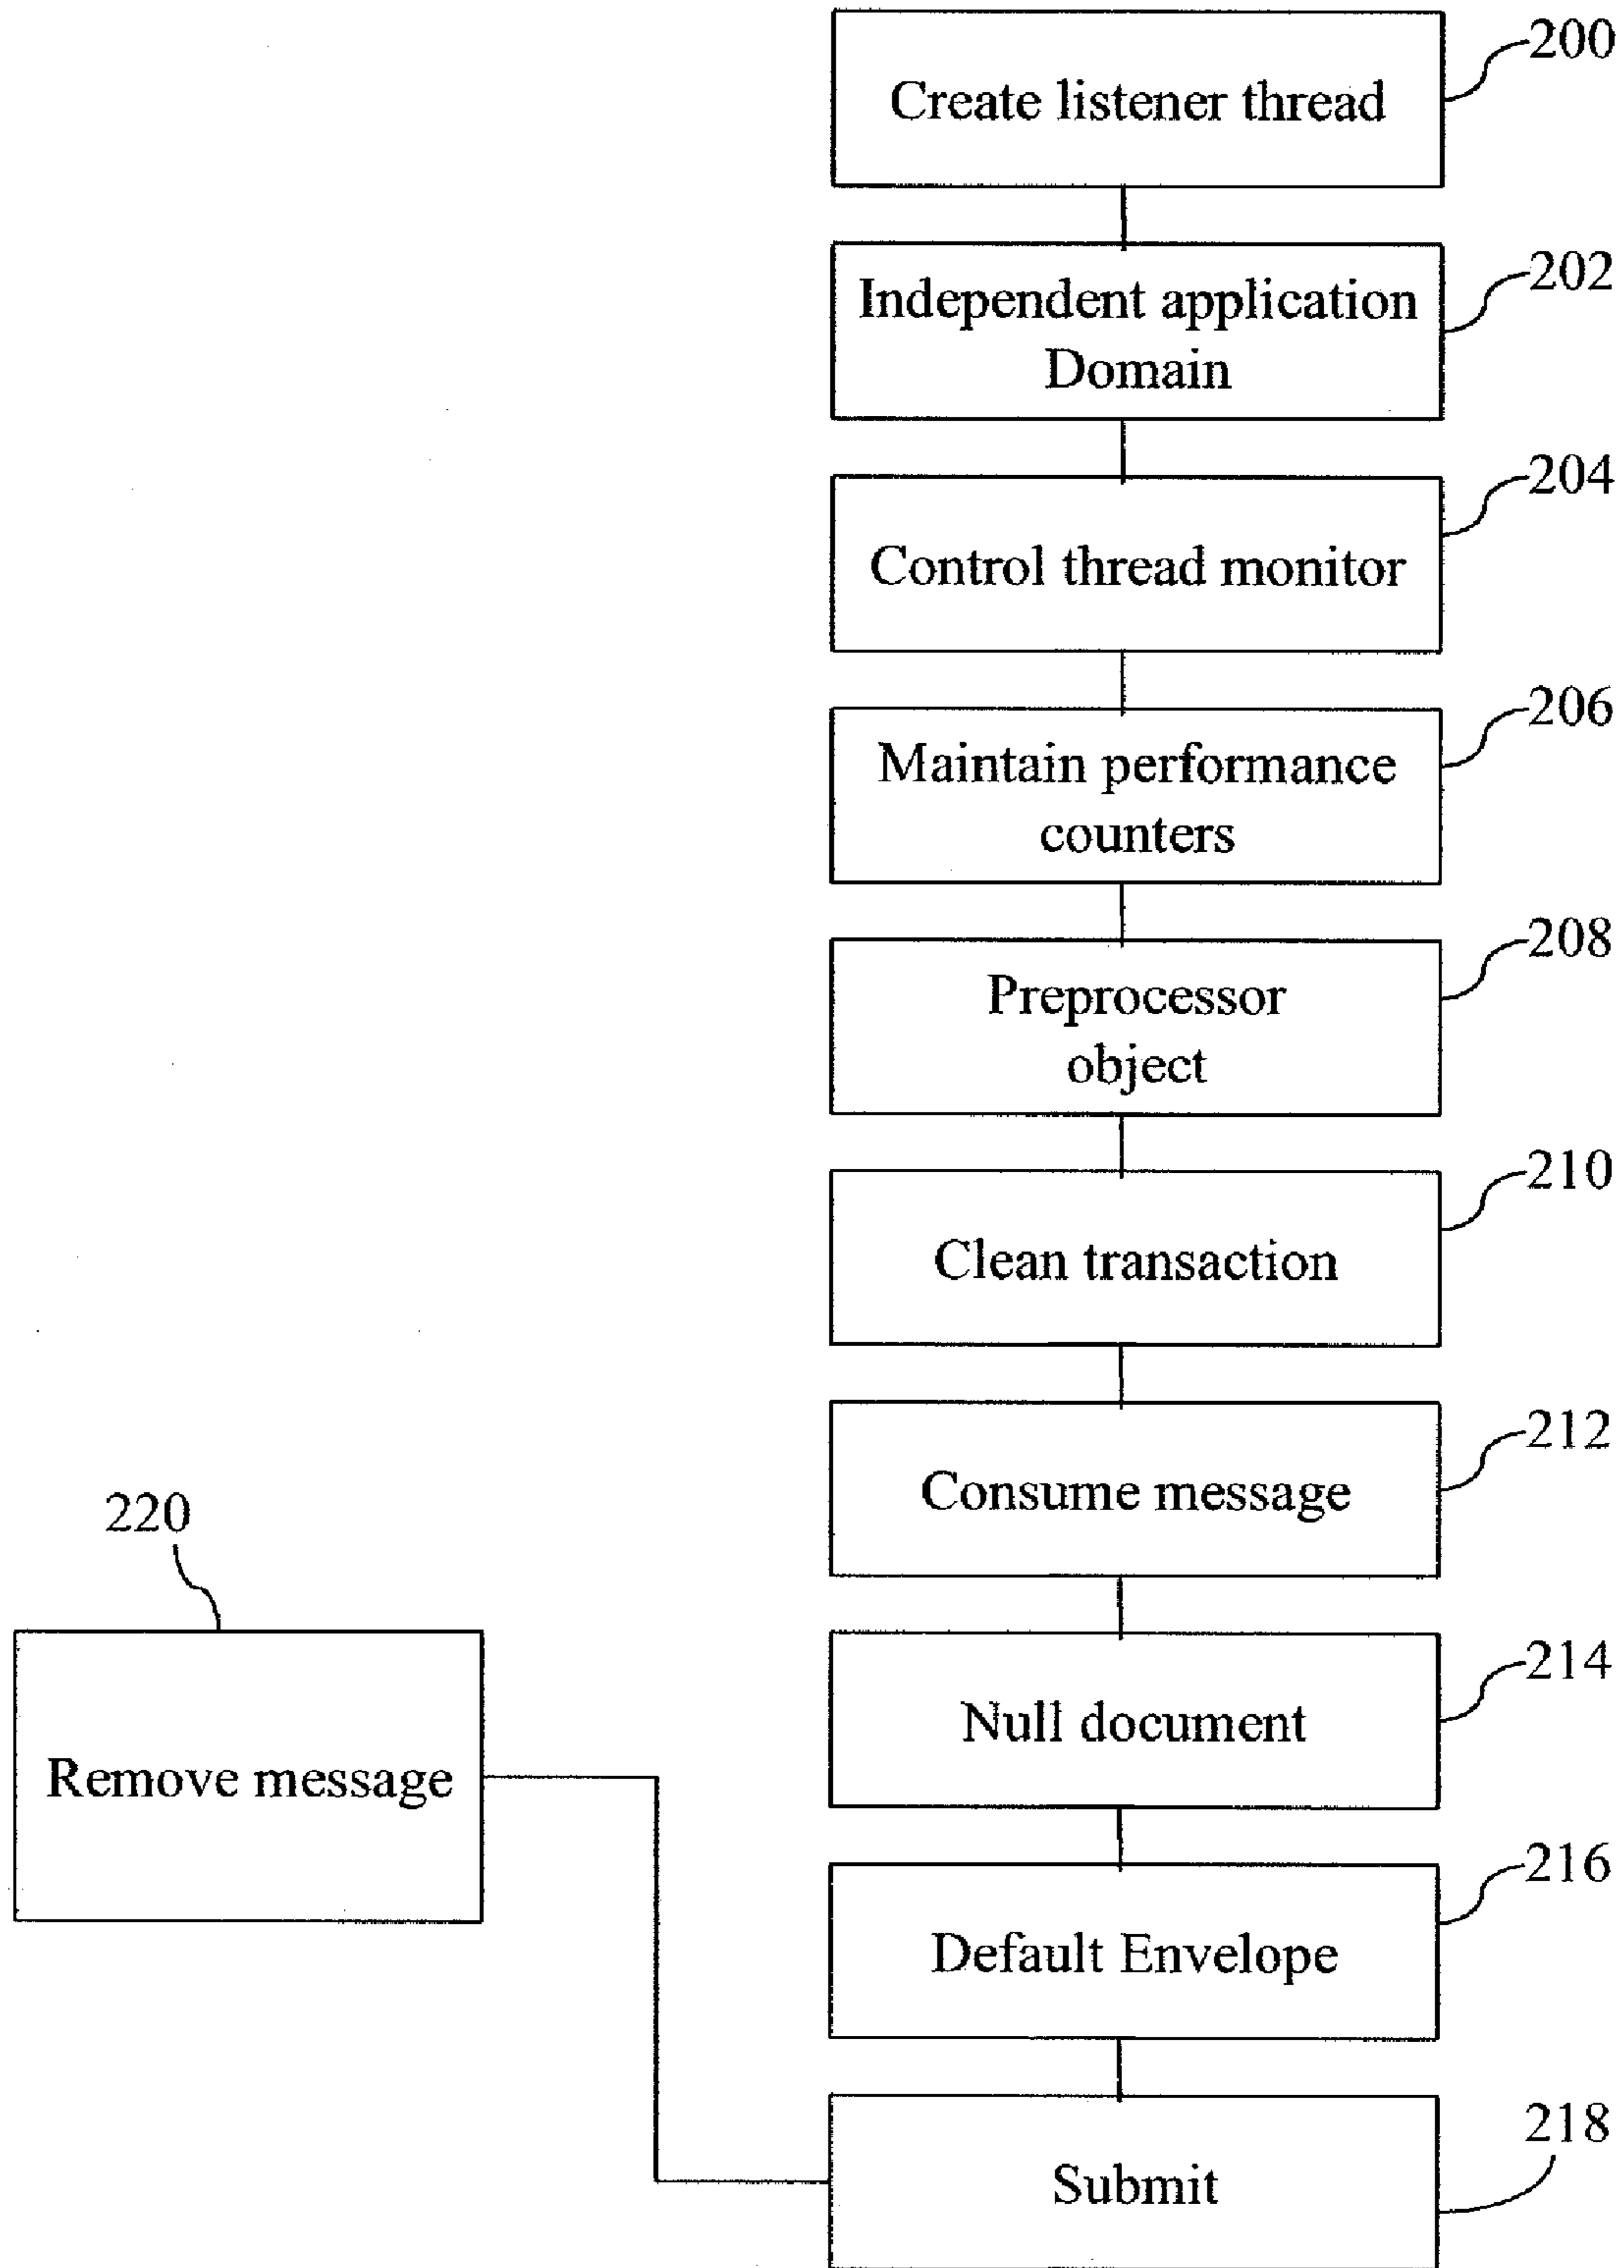 200
Create listener thread
202
Independent application
Domain
204
Control thread monitor
206
Maintain performance
counters
208
Preprocessor
object
210
Clean transaction
212
Consume message
220
214
Null document
Remove message
216
Default Envelope
218
Submit